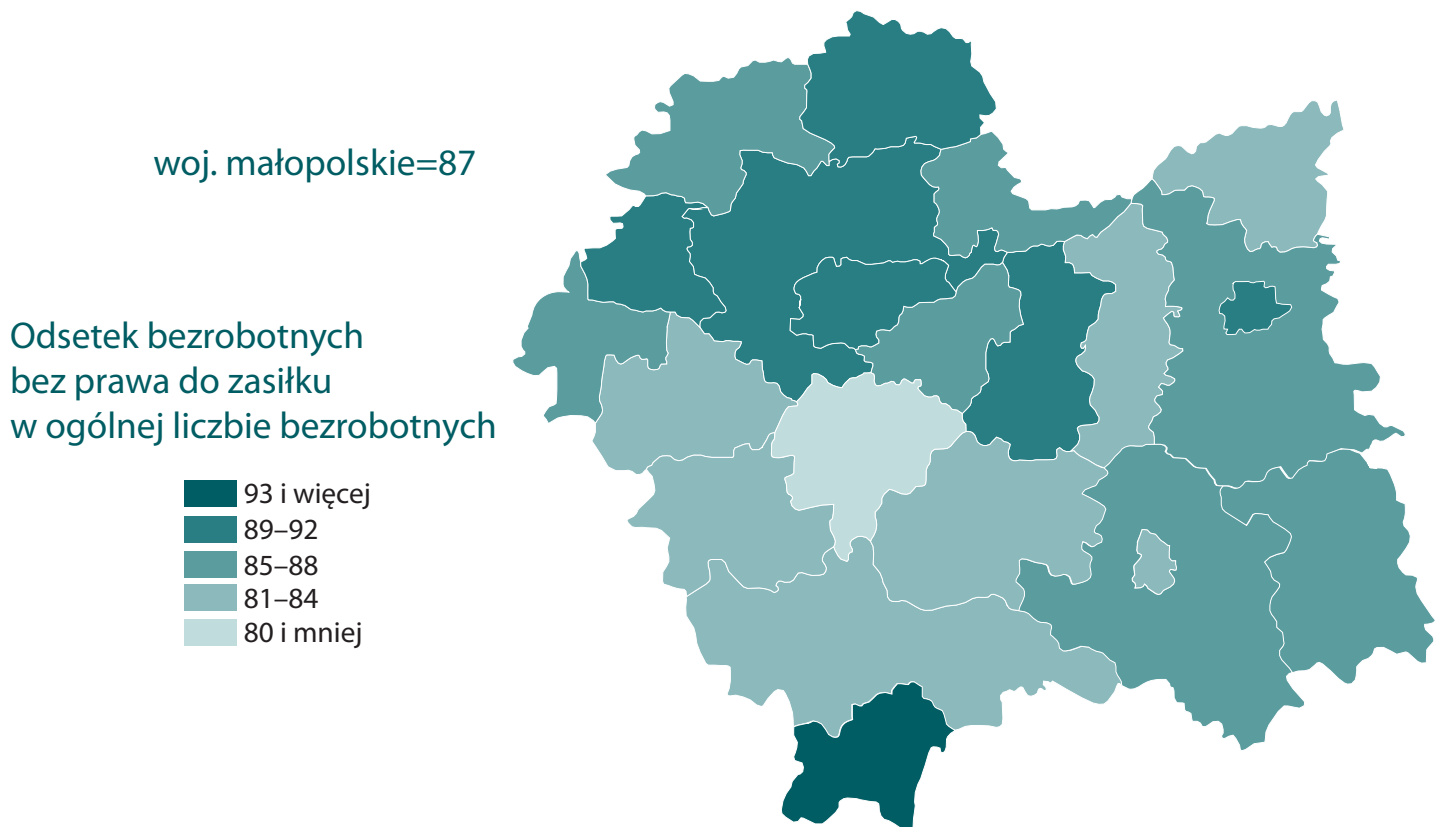 woj. małopolskie=87
Odsetek bezrobotnych
bez prawa do zasiłku
w ogólnej liczbie bezrobotnych
93 i więcej
89–92
85–88
81–84
80 i mniej